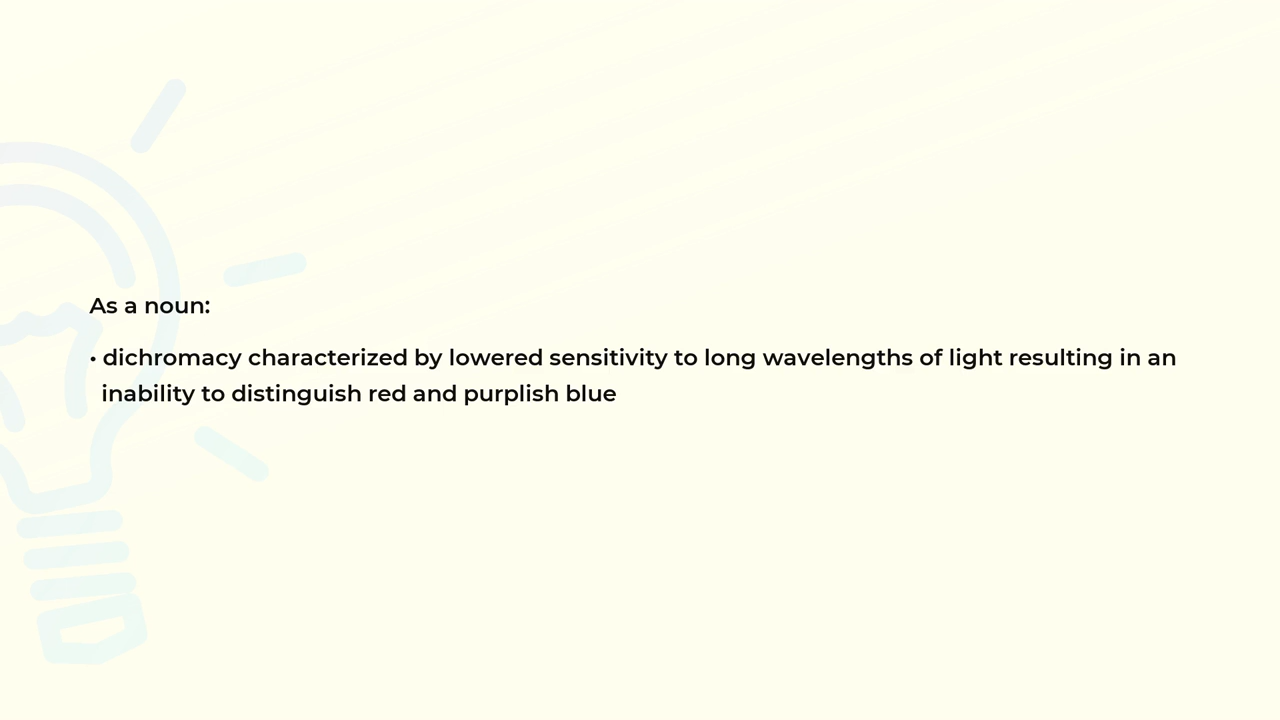 As a noun:
• dichromacy characterized by lowered sensitivity to long wavelengths of light resulting in an
inability to distinguish red and purplish blue